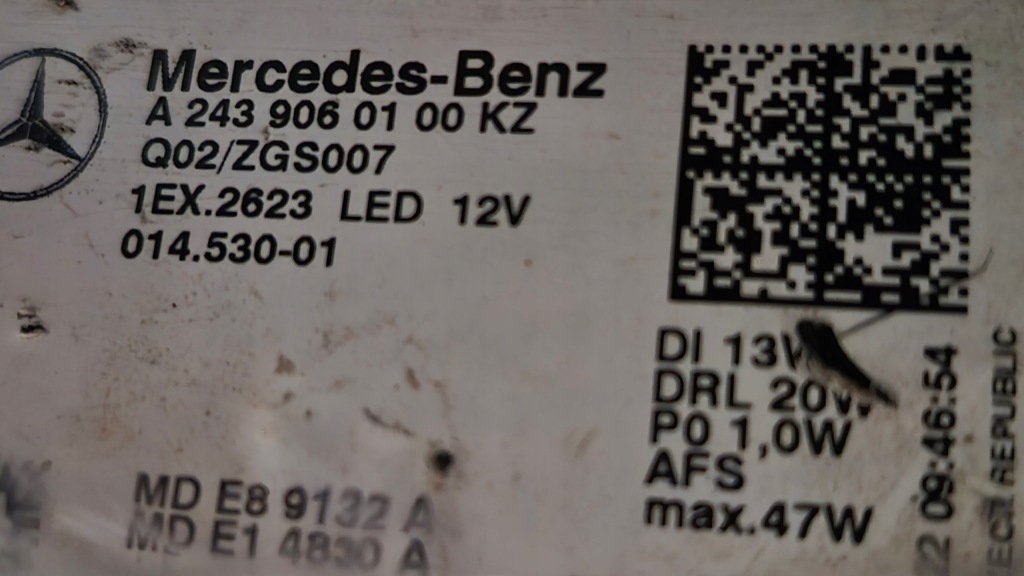 Mercedes-Benz
A 243 906 01 00 KZ
Q02/ZGS007
1EX.2623 LED 12V
014.530-01
DI 13W
DRL 20W
P0 1,0W
AFS
max.47W
MD E8 9132 A
MD E1 4830 A
2 09:46:54
REPUBLIC